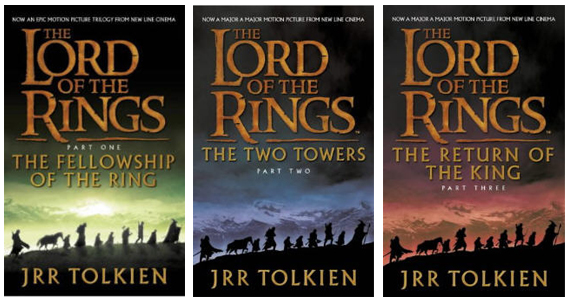 NOW AN EPIC MOTION PICTURE TRILOGY FROM NEW LINE CINEMA
THE
LORD
OF THE
RINGS
PART ONE
THE FELLOWSHIP
OF THE RING
JRR TOLKIEN
NOW A MAJOR A MAJOR MOTION PICTURE FROM NEW LINE CINEMA
THE
LORD
OF THE
RINGS™
THE TWO TOWERS
PART TWO
JRR TOLKIEN
NOW A MAJOR A MAJOR MOTION PICTURE FROM NEW LINE CINEMA
THE
LORD
OF THE
RINGS™
THE RETURN OF
THE KING
PART THREE
JRR TOLKIEN